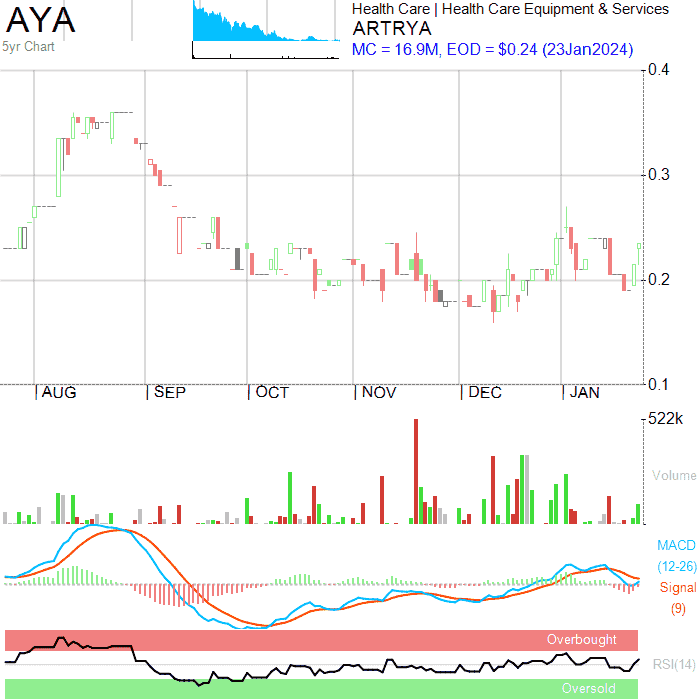 AYA
5yr Chart
Health Care | Health Care Equipment & Services
ARTRYA
MC = 16.9M, EOD = $0.24 (23Jan2024)
0.4
0.3
0.2
0.1
AUG SEP OCT NOV DEC JAN
522k
Volume
MACD
(12-26)
Signal
(9)
Overbought
RSI(14)
Oversold